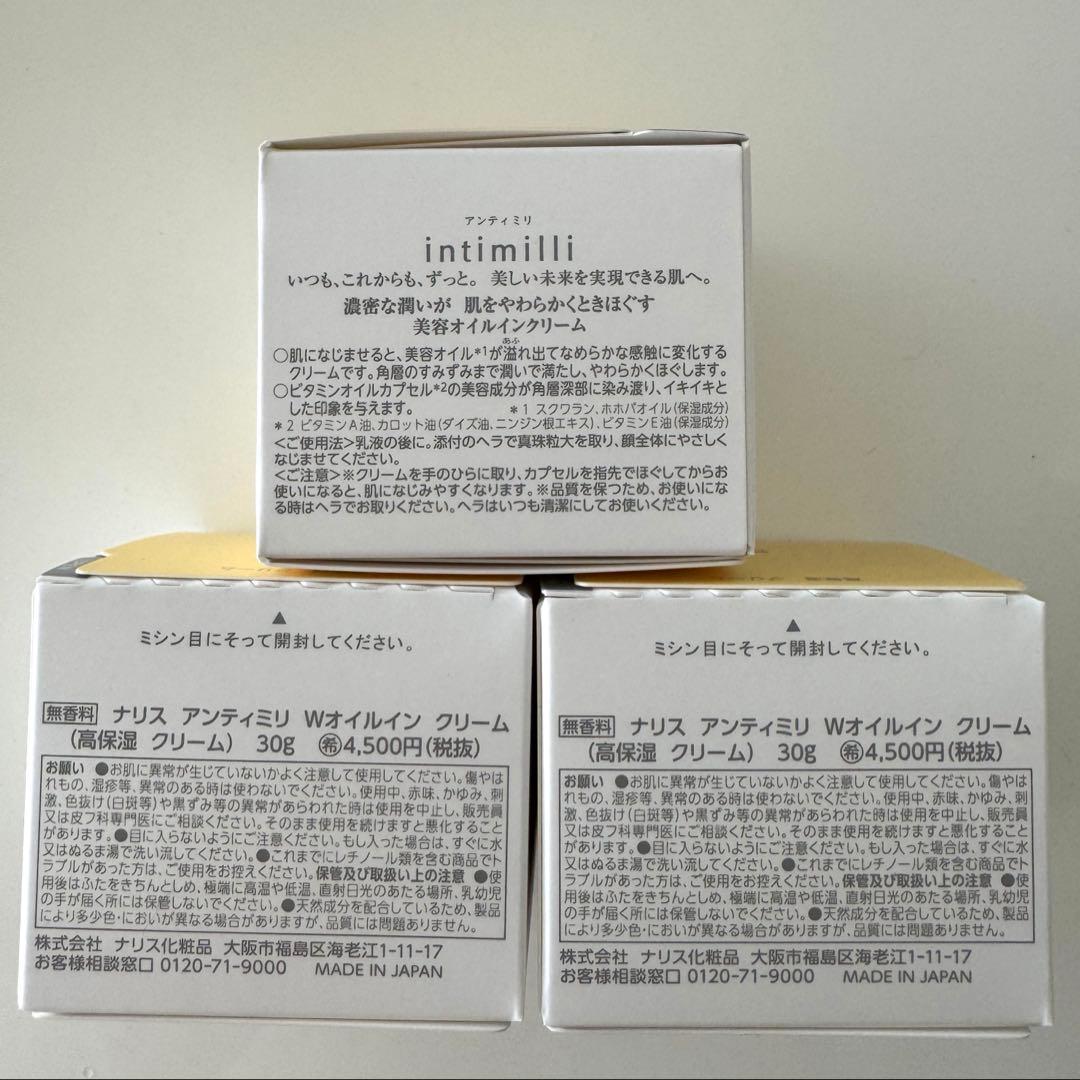 アンティミリ
intimilli
いつも、これからも、ずっと。 美しい未来を実現できる肌へ。
濃密な潤いが 肌をやわらかくときほぐす
美容オイルインクリーム
○肌になじませると、美容オイル*1が溢れ出てなめらかな感触に変化する
クリームです。角層のすみずみまで潤いで満たし、やわらかくほぐします。
○ビタミンオイルカプセル*2の美容成分が角層深部に染み渡り、イキイキと
した印象を与えます。 *1 スクワラン、ホホバオイル(保湿成分)
*2 ビタミンA油、カロット油(ダイズ油、ニンジン根エキス)、ビタミンE油(保湿成分)
<ご使用法>乳液の後に。添付のヘラで真珠粒大を取り、顔全体にやさしく
なじませてください。
<ご注意>※クリームを手のひらに取り、カプセルを指先でほぐしてからお
使いになると、肌になじみやすくなります。※品質を保つため、お使いにな
る時はヘラでお取りください。ヘラはいつも清潔にしてお使いください。
▲
ミシン目にそって開封してください。
無香料 ナリス アンティミリ Wオイルイン クリーム
(高保湿 クリーム) 30g ㊒4,500円(税抜)
お願い ●お肌に異常が生じていないかよく注意して使用してください。傷やは
れもの、湿疹等、異常のある時は使わないでください。使用中、赤味、かゆみ、刺
激、色抜け(白斑等)や黒ずみ等の異常があらわれた時は使用を中止し、販売員
又は皮フ科専門医にご相談ください。そのまま使用を続けますと悪化すること
があります。●目に入らないようにご注意ください。もし入った場合は、すぐに水
又はぬるま湯で洗い流してください。●これまでにレチノール類を含む商品でト
ラブルがあった方は、ご使用をお控えください。保管及び取扱い上の注意 ●使
用後はふたをきちんとしめ、極端に高温や低温、直射日光のあたる場所、乳幼児
の手が届く所には保管しないでください。●天然成分を配合しているため、製品
により多少色・においが異なる場合がありますが、品質には問題ありません。
株式会社 ナリス化粧品 大阪市福島区海老江1-11-17
お客様相談窓口 0120-71-9000 MADE IN JAPAN
▲
ミシン目にそって開封してください。
無香料 ナリス アンティミリ Wオイルイン クリーム
(高保湿 クリーム) 30g 希4,500円(税抜)
お願い ●お肌に異常が生じていないかよく注意して使用してください。傷やは
れもの、湿疹等、異常のある時は使わないでください。使用中、赤味、かゆみ、刺
激、色抜け(白斑等)や黒ずみ等の異常があらわれた時は使用を中止し、販売員
又は皮フ科専門医にご相談ください。そのまま使用を続けますと悪化すること
があります。●目に入らないようにご注意ください。もし入った場合は、すぐに水
又はぬるま湯で洗い流してください。●これまでにレチノール類を含む商品でト
ラブルがあった方は、ご使用をお控えください。保管及び取扱い上の注意 ●使
用後はふたをきちんとしめ、極端に高温や低温、直射日光のあたる場所、乳幼児
の手が届く所には保管しないでください。●天然成分を配合しているため、製品
により多少色・においが異なる場合がありますが、品質には問題ありません。
株式会社 ナリス化粧品 大阪市福島区海老江1-11-17
お客様相談窓口 0120-71-9000 MADE IN JAPAN